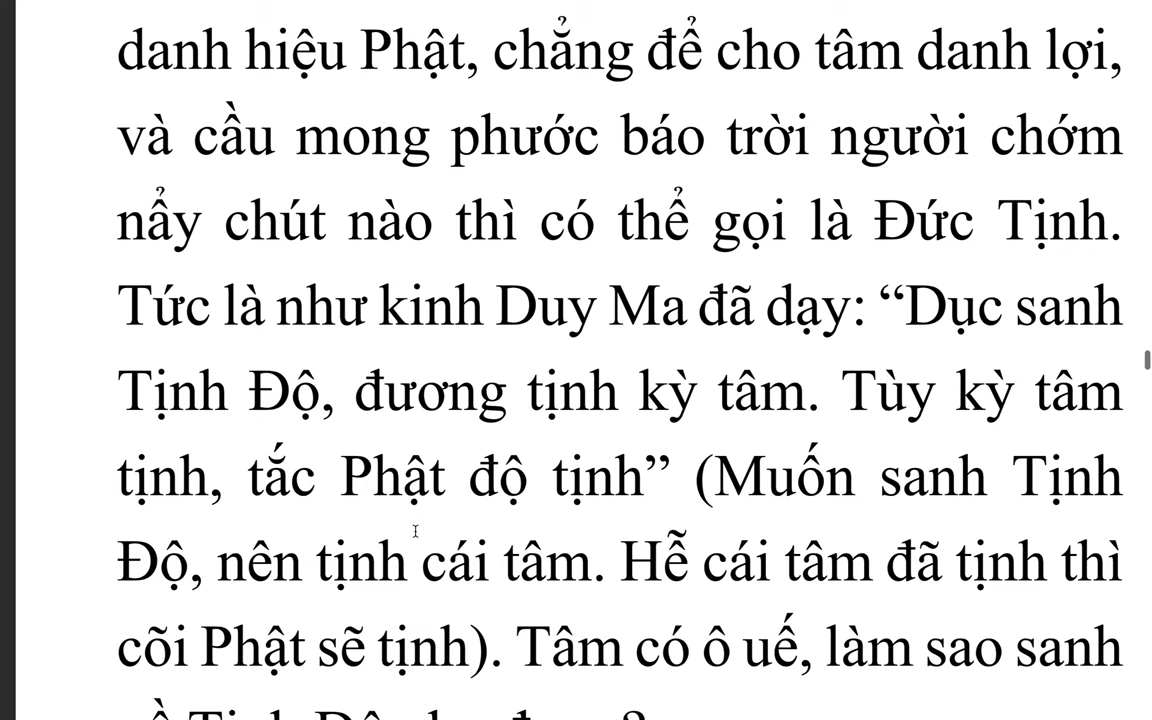 danh hiệu Phật, chẳng để cho tâm danh lợi,
và cầu mong phước báo trời người chớm
nẩy chút nào thì có thể gọi là Đức Tịnh.
Tức là như kinh Duy Ma đã dạy: “Dục sanh
Tịnh Độ, đương tịnh kỳ tâm. Tùy kỳ tâm
tịnh, tắc Phật độ tịnh” (Muốn sanh Tịnh
Độ, nên tịnh cái tâm. Hễ cái tâm đã tịnh thì
cõi Phật sẽ tịnh). Tâm có ô uế, làm sao sanh